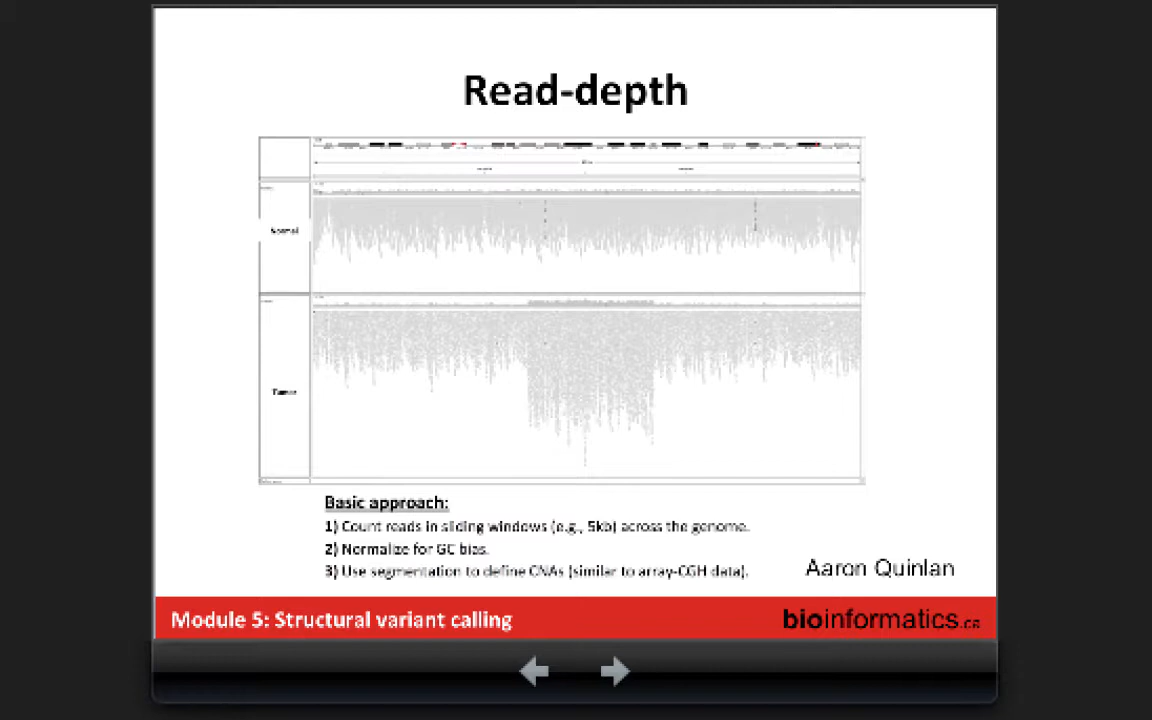 Read-depth
Normal
Tumor
Basic approach:
1) Count reads in sliding windows (e.g., 5kb) across the genome.
2) Normalize for GC bias.
3) Use segmentation to define CNAs (similar to array-CGH data).
Aaron Quinlan
Module 5: Structural variant calling
bioinformatics.ca